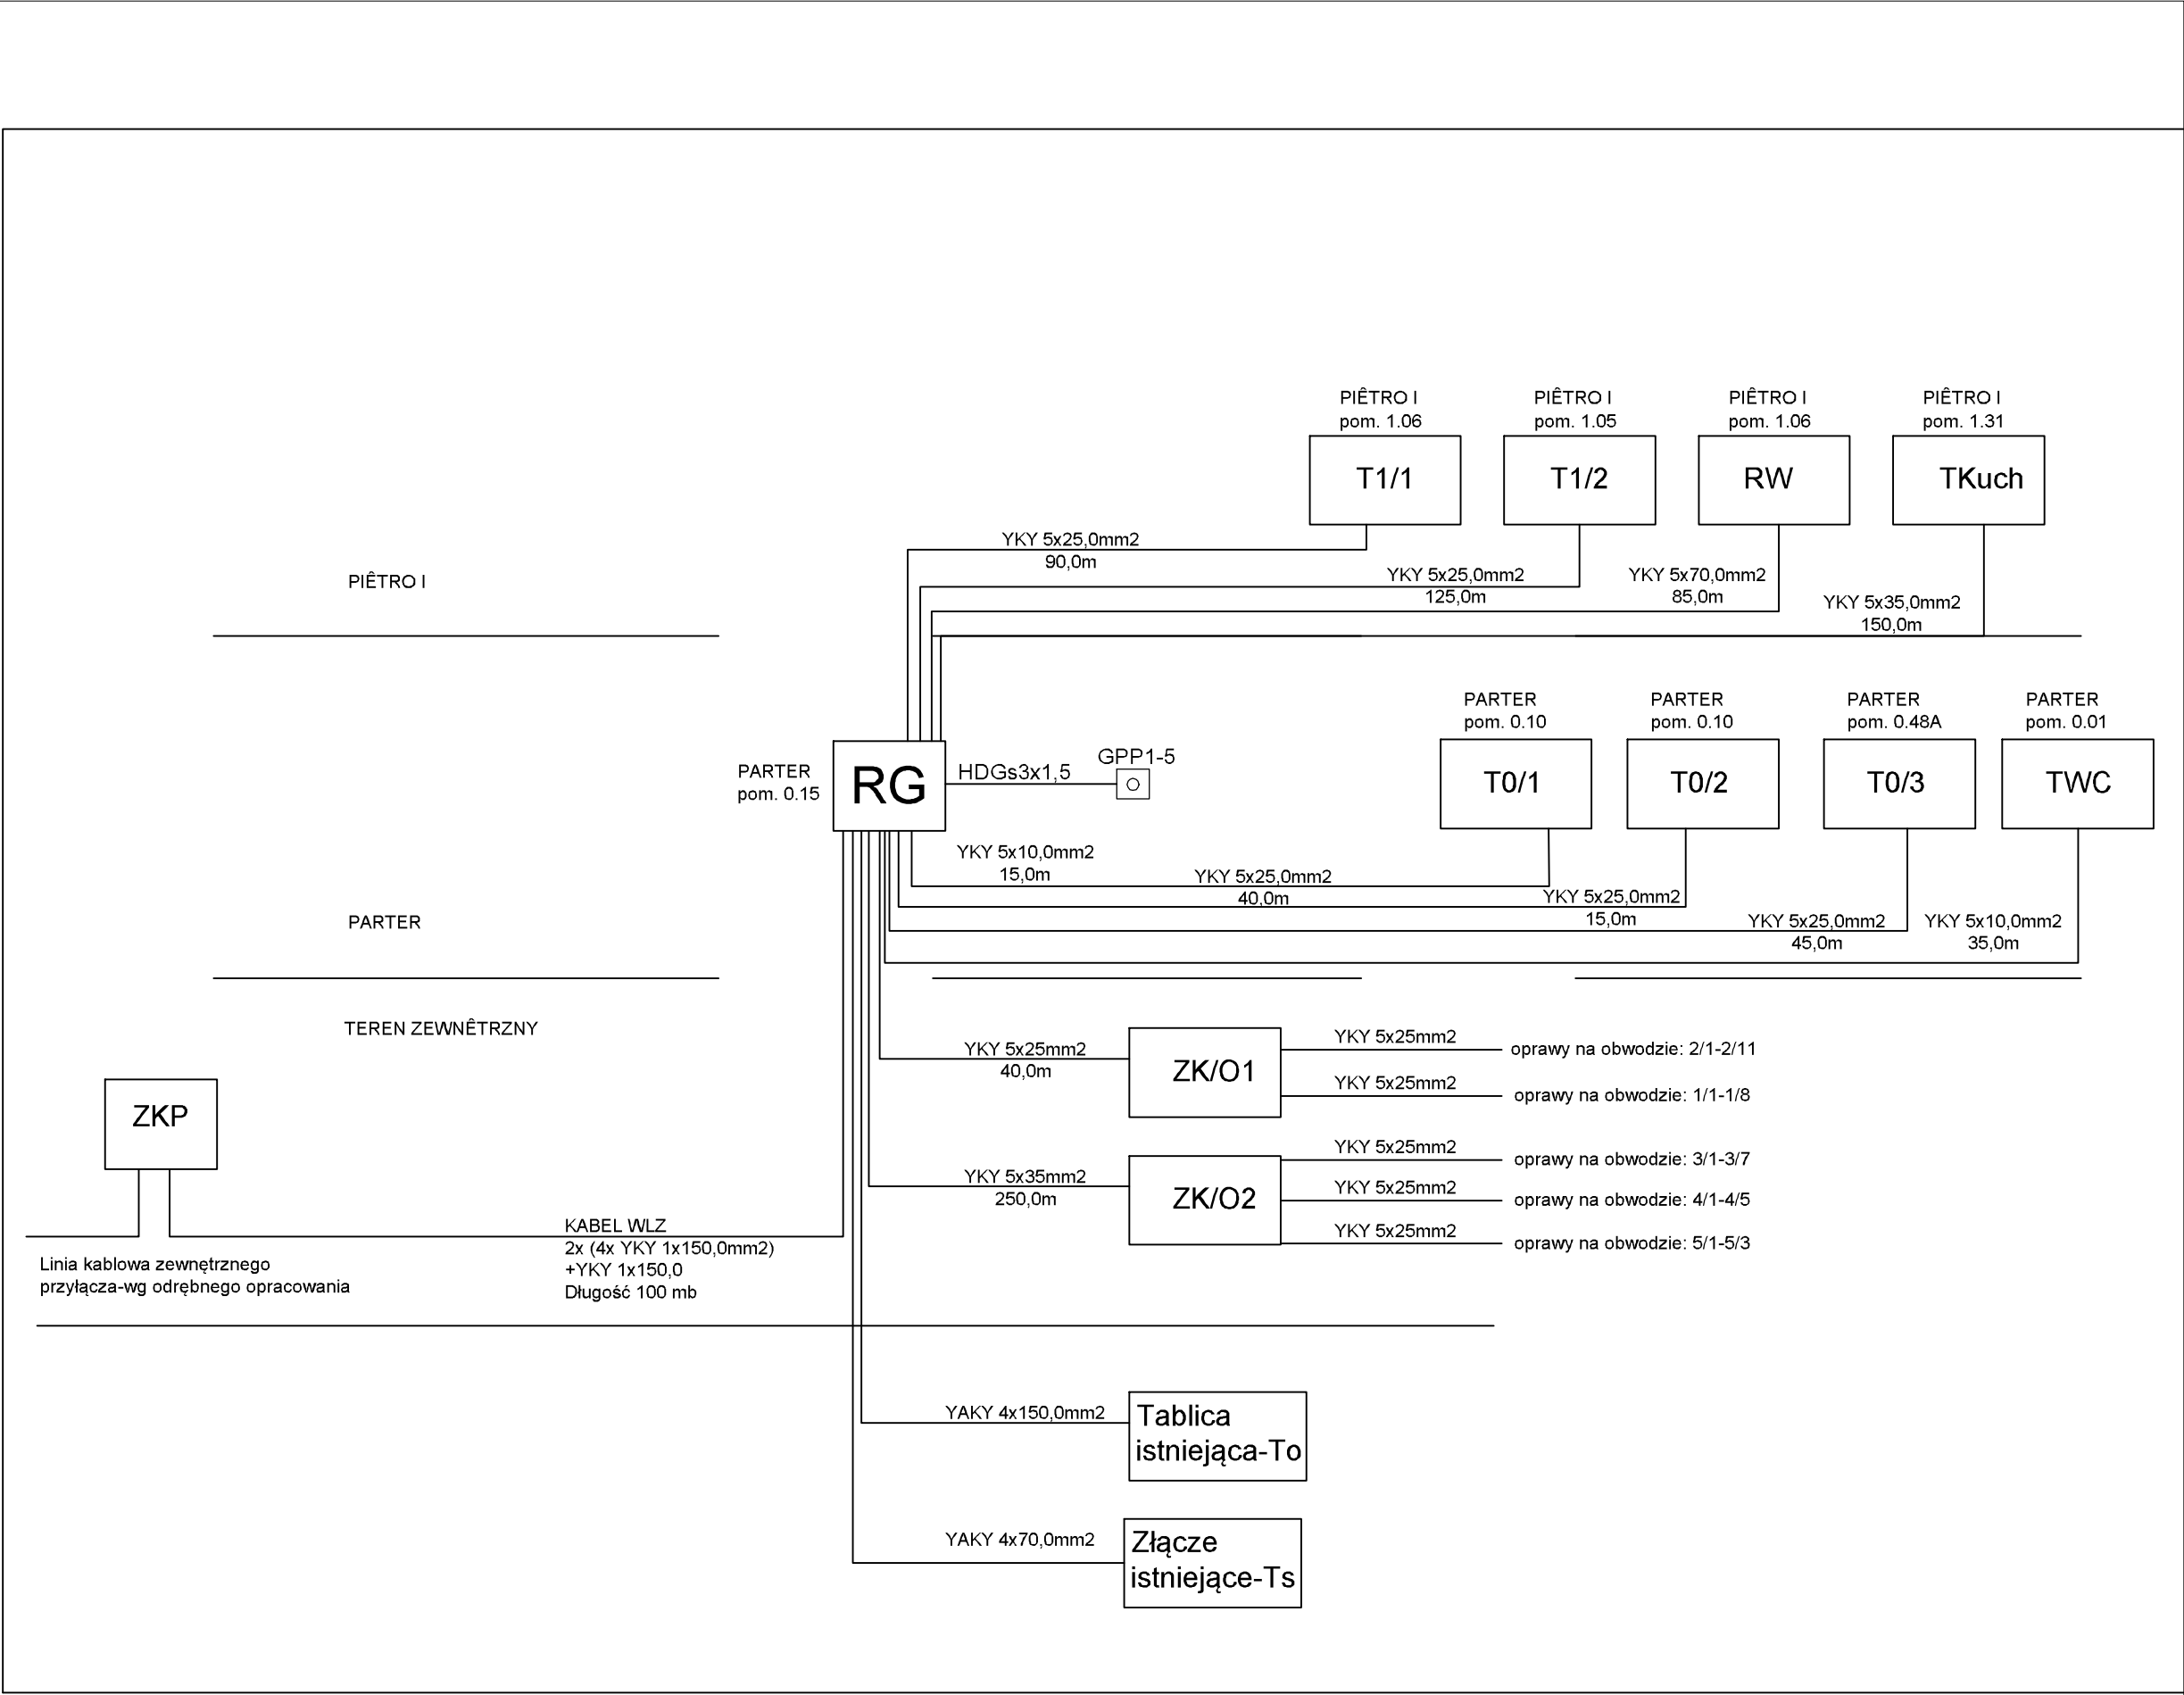 PIÊTRO I
pom. 1.06
T1/1
PIÊTRO I
pom. 1.05
T1/2
PIÊTRO I
pom. 1.06
RW
PIÊTRO I
pom. 1.31
TKuch
YKY 5x25,0mm2
90,0m
YKY 5x25,0mm2
125,0m
YKY 5x70,0mm2
85,0m
YKY 5x35,0mm2
150,0m
PIÊTRO I
PARTER
pom. 0.15
RG
HDGs3x1,5
GPP1-5
PARTER
pom. 0.10
T0/1
PARTER
pom. 0.10
T0/2
PARTER
pom. 0.48A
T0/3
PARTER
pom. 0.01
TWC
YKY 5x10,0mm2
15,0m
YKY 5x25,0mm2
40,0m
YKY 5x25,0mm2
15,0m
YKY 5x25,0mm2
45,0m
YKY 5x10,0mm2
35,0m
PARTER
TEREN ZEWNÊTRZNY
ZKP
YKY 5x25mm2
40,0m
ZK/O1
YKY 5x25mm2
oprawy na obwodzie: 2/1-2/11
YKY 5x25mm2
oprawy na obwodzie: 1/1-1/8
YKY 5x35mm2
250,0m
ZK/O2
YKY 5x25mm2
oprawy na obwodzie: 3/1-3/7
YKY 5x25mm2
oprawy na obwodzie: 4/1-4/5
YKY 5x25mm2
oprawy na obwodzie: 5/1-5/3
Linia kablowa zewnętrznego
przyłącza-wg odrębnego opracowania
KABEL WLZ
2x (4x YKY 1x150,0mm2)
+YKY 1x150,0
Długość 100 mb
YAKY 4x150,0mm2
Tablica
istniejąca-To
YAKY 4x70,0mm2
Złącze
istniejące-Ts